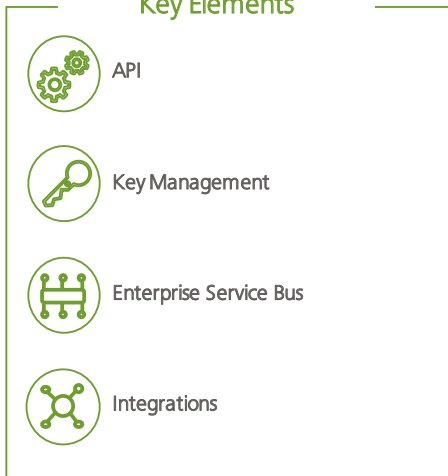 Key Elements
API
Key Management
Enterprise Service Bus
Integrations